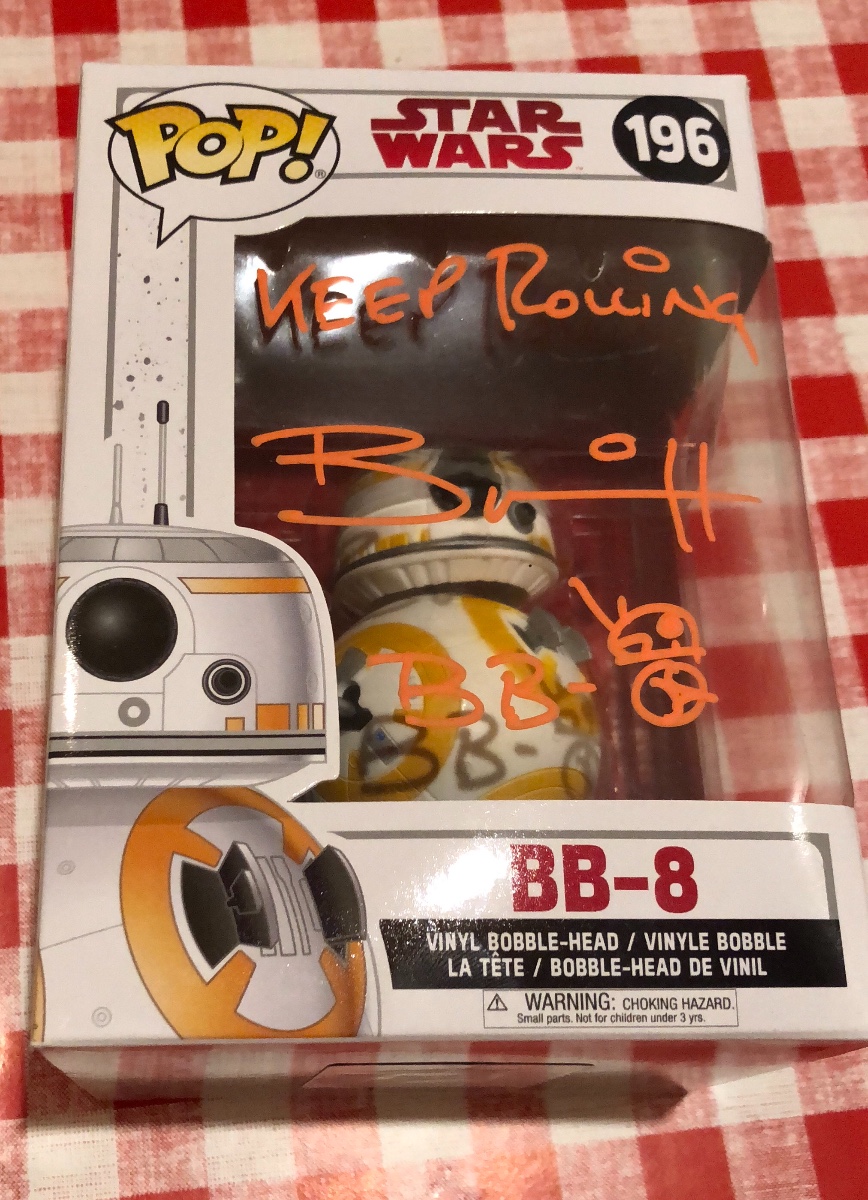 POP!®
STAR WARS™
196
KEEP ROLLING
BB-
BB-8
VINYL BOBBLE-HEAD / VINYLE BOBBLE
LA TÊTE / BOBBLE-HEAD DE VINIL
⚠ WARNING: CHOKING HAZARD.
Small parts. Not for children under 3 yrs.